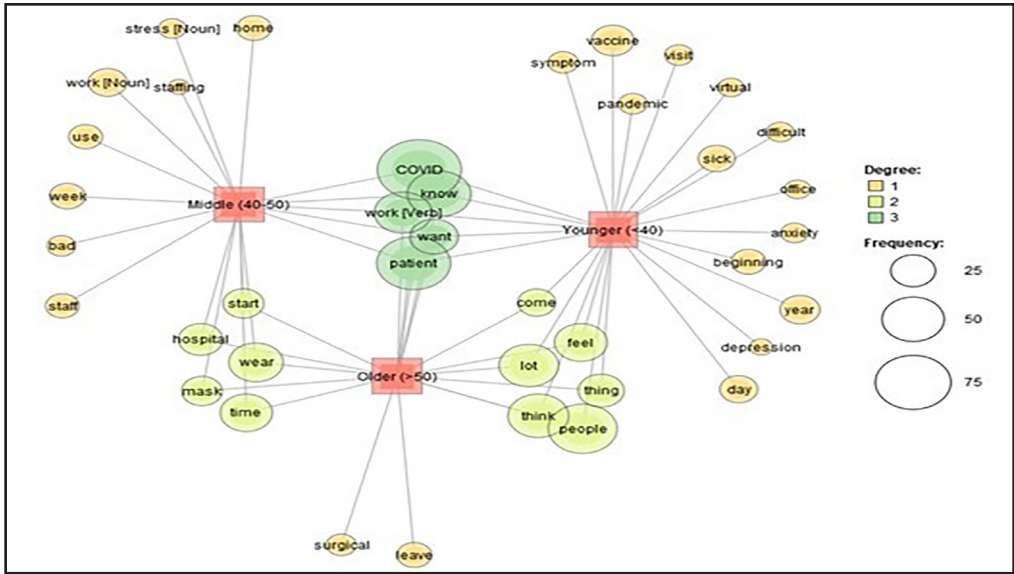 stress [Noun]
home
work [Noun]
staffing
use
week
Middle (40-50)
bad
staff
start
hospital
wear
mask
time
COVID
know
work [Verb]
want
patient
Older (>50)
surgical
leave
vaccine
symptom
visit
pandemic
virtual
difficult
sick
office
Younger (<40)
anxiety
beginning
year
depression
day
come
feel
lot
thing
think
people
Degree:
1
2
3
Frequency:
25
50
75